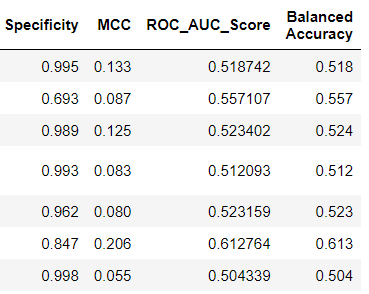 Specificity MCC ROC_AUC_Score Balanced
Accuracy
0.995 0.133 0.518742 0.518
0.693 0.087 0.557107 0.557
0.989 0.125 0.523402 0.524
0.993 0.083 0.512093 0.512
0.962 0.080 0.523159 0.523
0.847 0.206 0.612764 0.613
0.998 0.055 0.504339 0.504